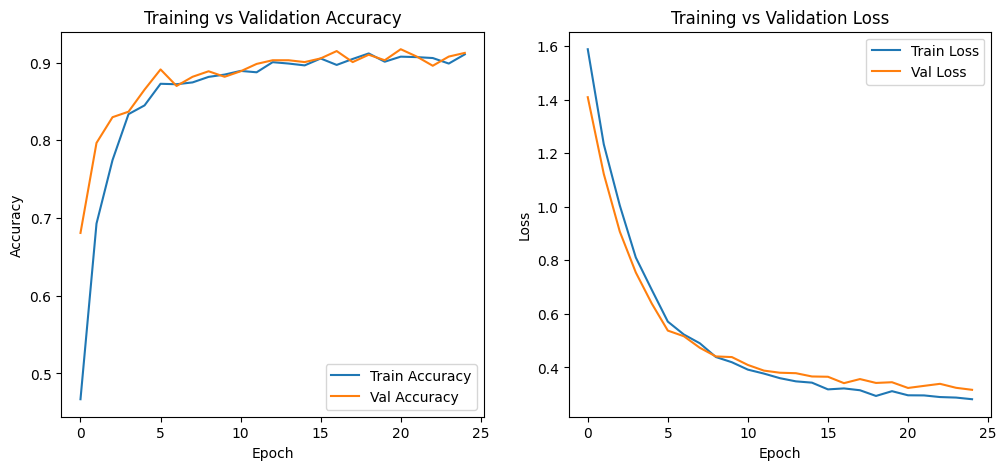 Training vs Validation Accuracy
0.9
0.8
0.7
0.6
0.5
Accuracy
0 5 10 15 20 25
Epoch
Train Accuracy
Val Accuracy
Training vs Validation Loss
1.6
1.4
1.2
1.0
0.8
0.6
0.4
Loss
0 5 10 15 20 25
Epoch
Train Loss
Val Loss